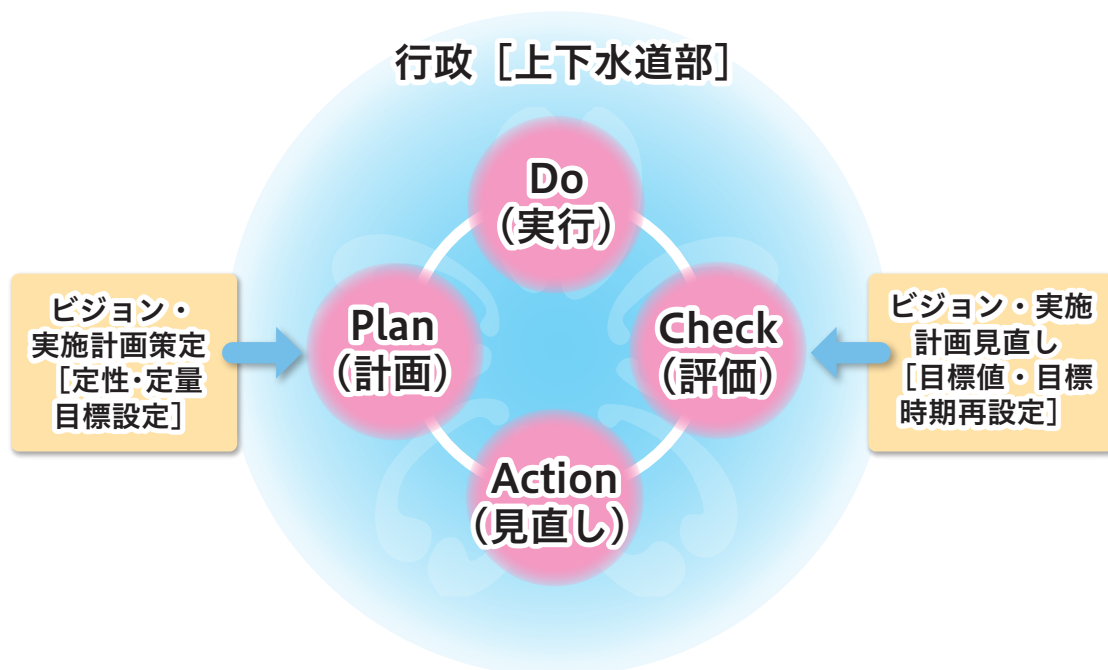 行政［上下水道部］
Do
（実行）
ビジョン・
実施計画策定
［定性・定量
目標設定］
Plan
（計画）
Check
（評価）
ビジョン・実施
計画見直し
［目標値・目標
時期再設定］
Action
（見直し）